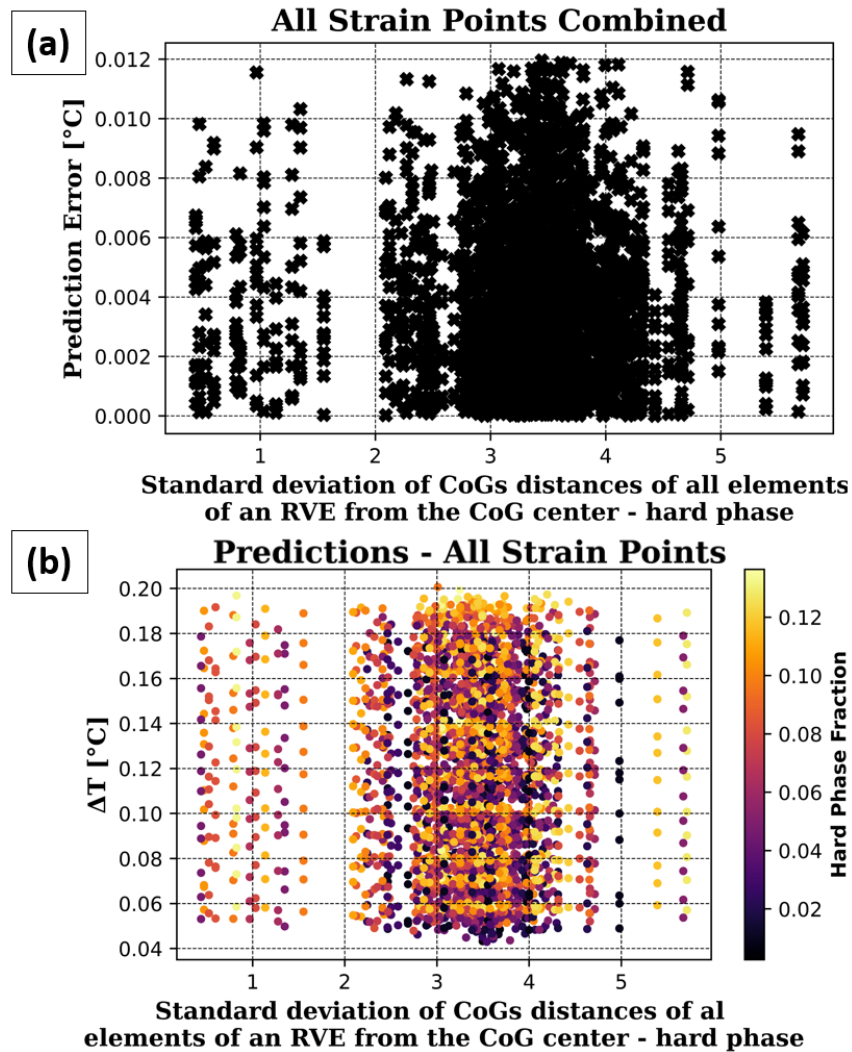 (a)
All Strain Points Combined
Prediction Error [°C]
0.012
0.010
0.008
0.006
0.004
0.002
0.000
1 2 3 4 5
Standard deviation of CoGs distances of all elements
of an RVE from the CoG center - hard phase
(b)
Predictions - All Strain Points
ΔT [°C]
0.20
0.18
0.16
0.14
0.12
0.10
0.08
0.06
0.04
1 2 3 4 5
0.12
0.10
0.08
0.06
0.04
0.02
Hard Phase Fraction
Standard deviation of CoGs distances of al
elements of an RVE from the CoG center - hard phase